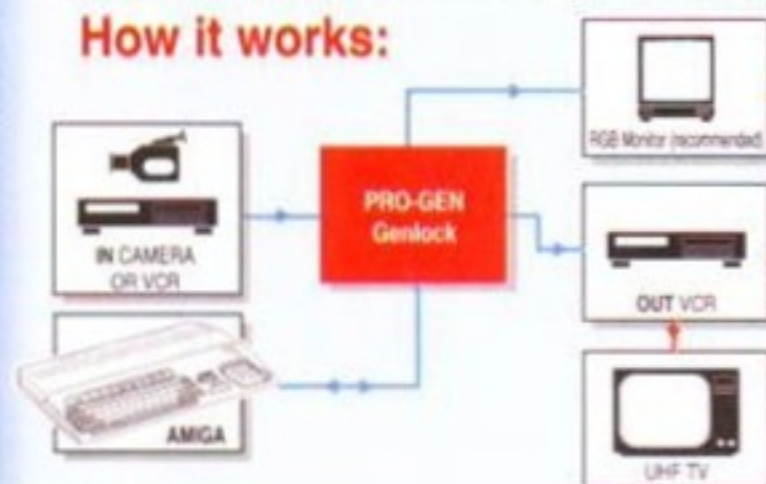 How it works:
RGB Monitor (recommended)
PRO-GEN
Genlock
IN CAMERA
OR VCR
OUT VCR
AMIGA
UHF TV